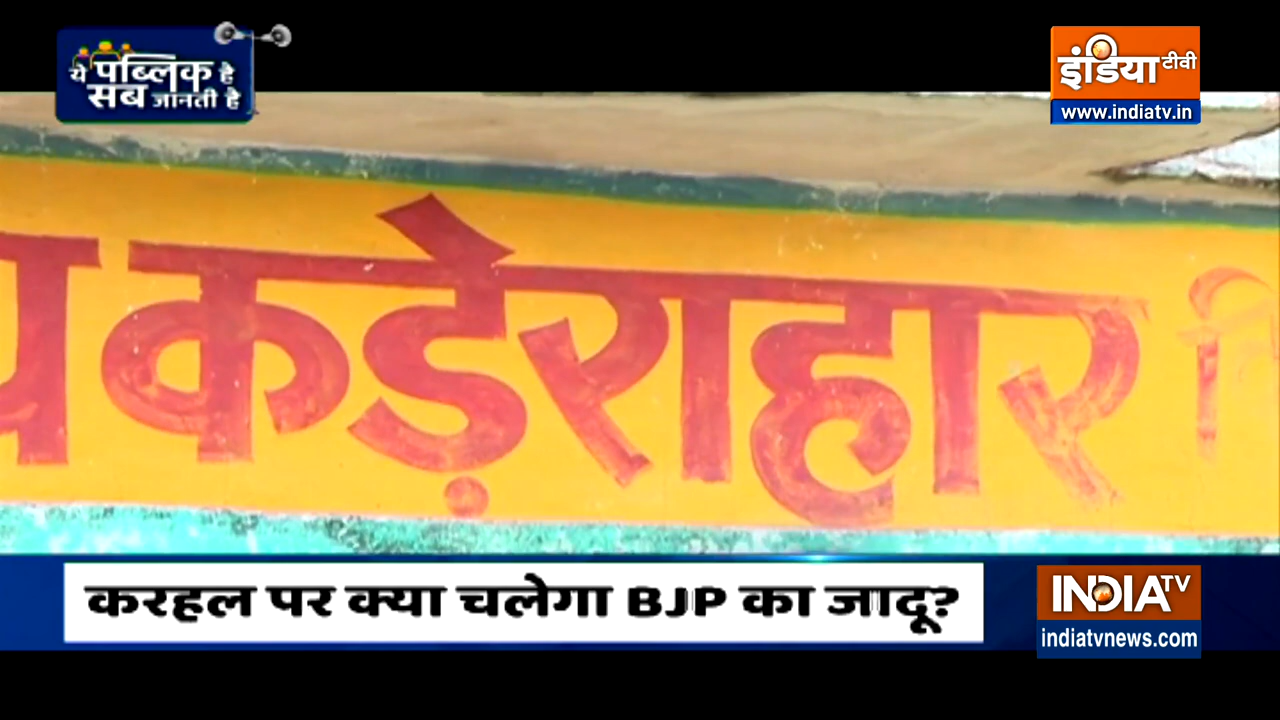 ये पब्लिक है
सब जानती है
इंडिया टीवी
www.indiatv.in
कड़ेराहार
करहल पर क्या चलेगा BJP का जादू?
INDIA TV
indiatvnews.com